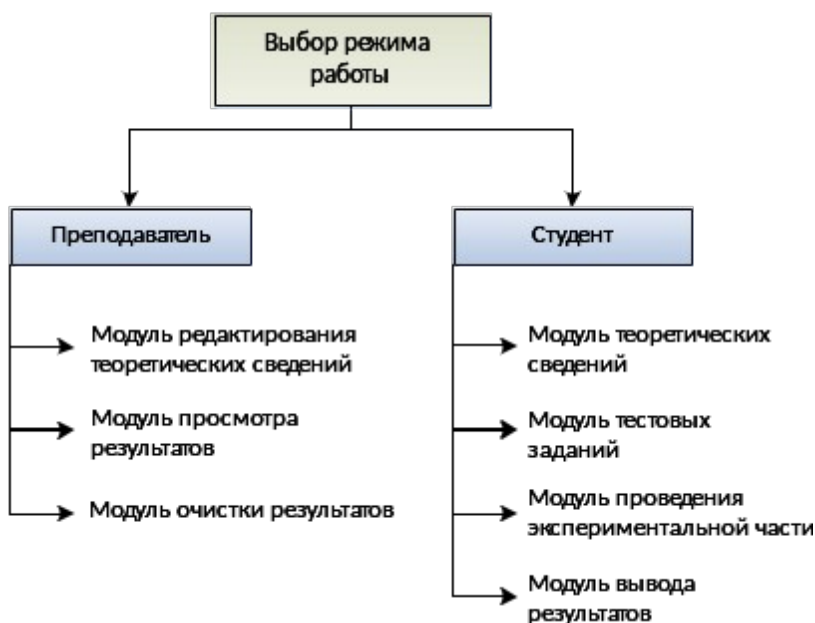 Выбор режима
работы
Преподаватель
Модуль редактирования
теоретических сведений
Модуль просмотра
результатов
Модуль очистки результатов
Студент
Модуль теоретических
сведений
Модуль тестовых
заданий
Модуль проведения
экспериментальной части
Модуль вывода
результатов